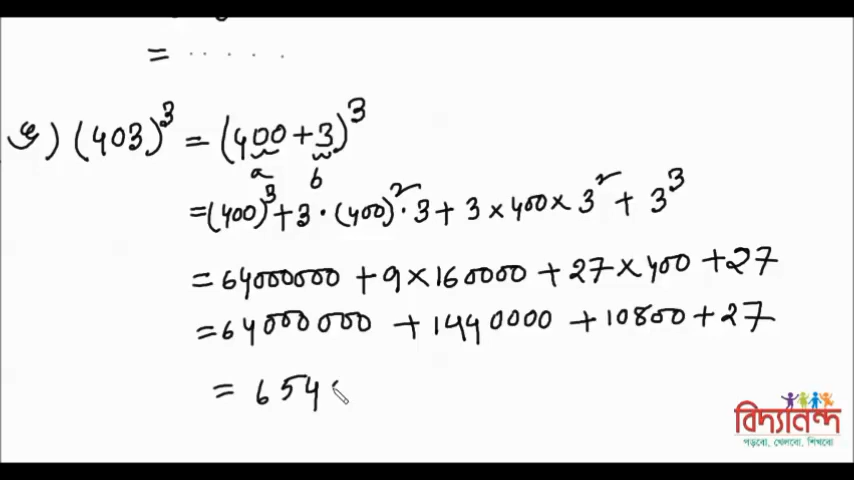 = .....
ঙ) (403)³ = (400 + 3)³
a b
= (400)³ + 3 · (400)² · 3 + 3 × 400 × 3² + 3³
= 64000000 + 9 × 160000 + 27 × 400 + 27
= 64000000 + 1440000 + 10800 + 27
= 654
বিদ্যানন্দ
পড়বো, খেলবো, শিখবো